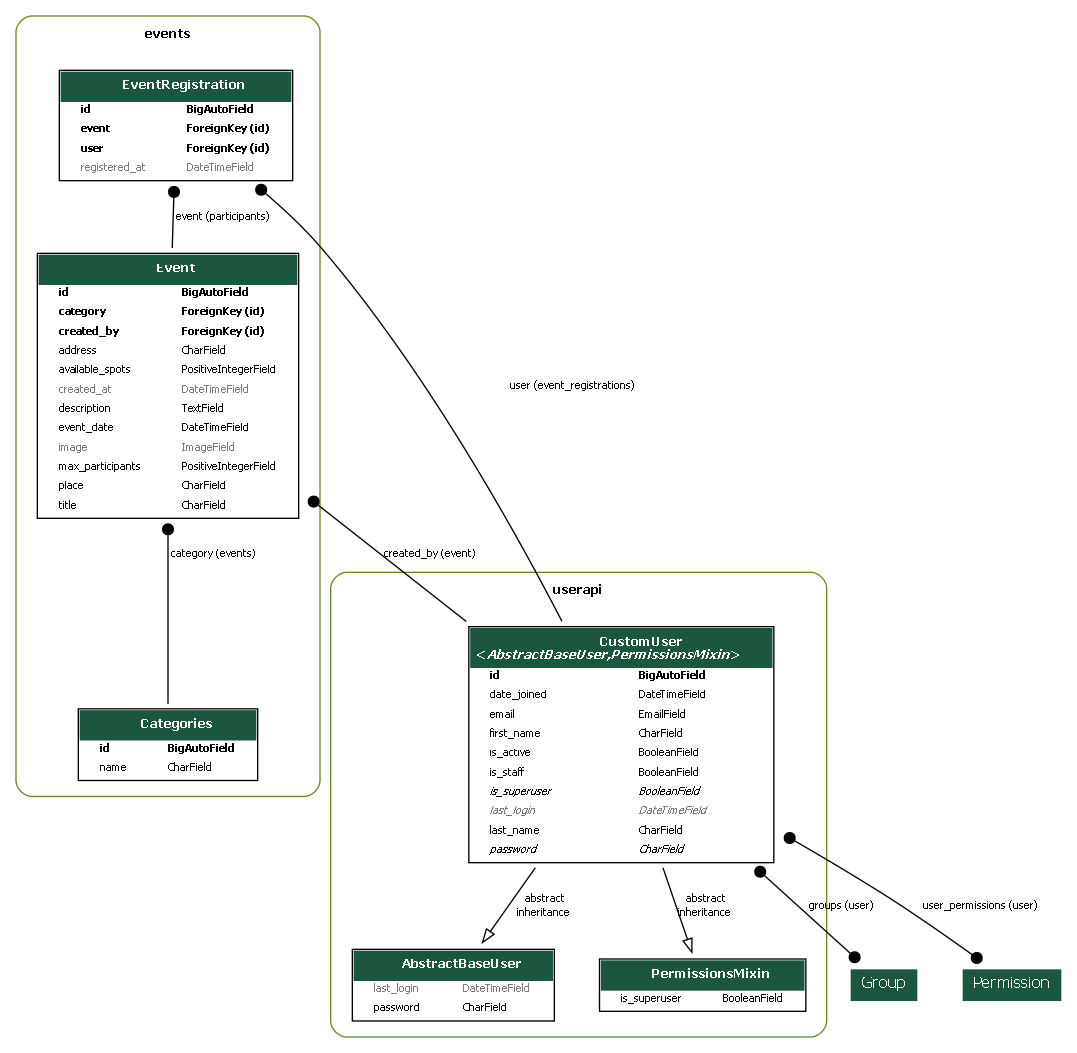 events
EventRegistration
id BigAutoField
event ForeignKey (id)
user ForeignKey (id)
registered_at DateTimeField
event (participants)
Event
id BigAutoField
category ForeignKey (id)
created_by ForeignKey (id)
address CharField
available_spots PositiveIntegerField
created_at DateTimeField
description TextField
event_date DateTimeField
image ImageField
max_participants PositiveIntegerField
place CharField
title CharField
user (event_registrations)
category (events)
created_by (event)
Categories
id BigAutoField
name CharField
userapi
CustomUser
<AbstractBaseUser,PermissionsMixin>
id BigAutoField
date_joined DateTimeField
email EmailField
first_name CharField
is_active BooleanField
is_staff BooleanField
is_superuser BooleanField
last_login DateTimeField
last_name CharField
password CharField
abstract
inheritance
abstract
inheritance
groups (user)
user_permissions (user)
AbstractBaseUser
last_login DateTimeField
password CharField
PermissionsMixin
is_superuser BooleanField
Group
Permission